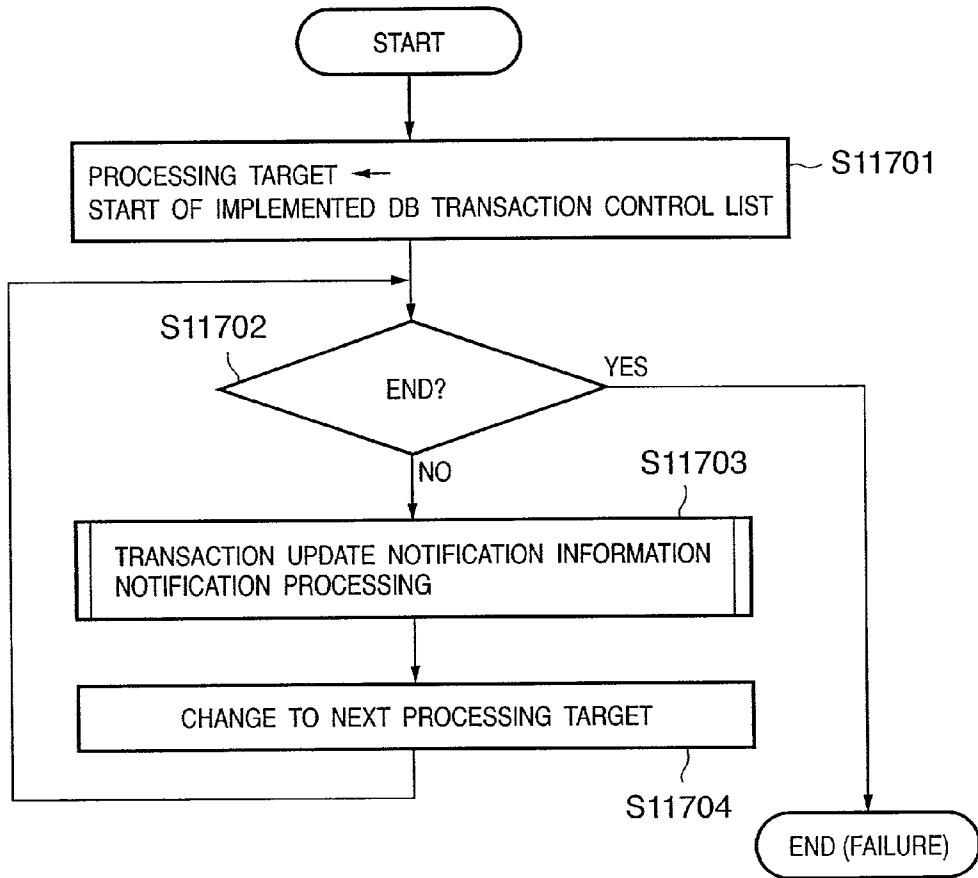 START
PROCESSING TARGET ←
START OF IMPLEMENTED DB TRANSACTION CONTROL LIST
S11701
S11702
END?
YES
NO
S11703
TRANSACTION UPDATE NOTIFICATION INFORMATION
NOTIFICATION PROCESSING
CHANGE TO NEXT PROCESSING TARGET
S11704
END (FAILURE)